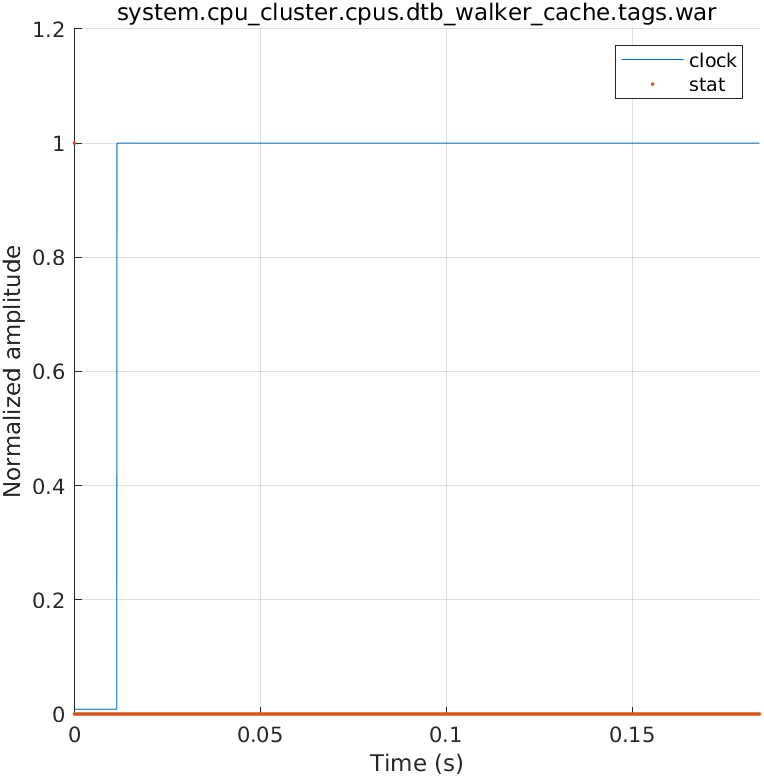 system.cpu_cluster.cpus.dtb_walker_cache.tags.war
1.2
1
0.8
0.6
0.4
0.2
0
Normalized amplitude
clock
stat
0
0.05
0.1
0.15
Time (s)